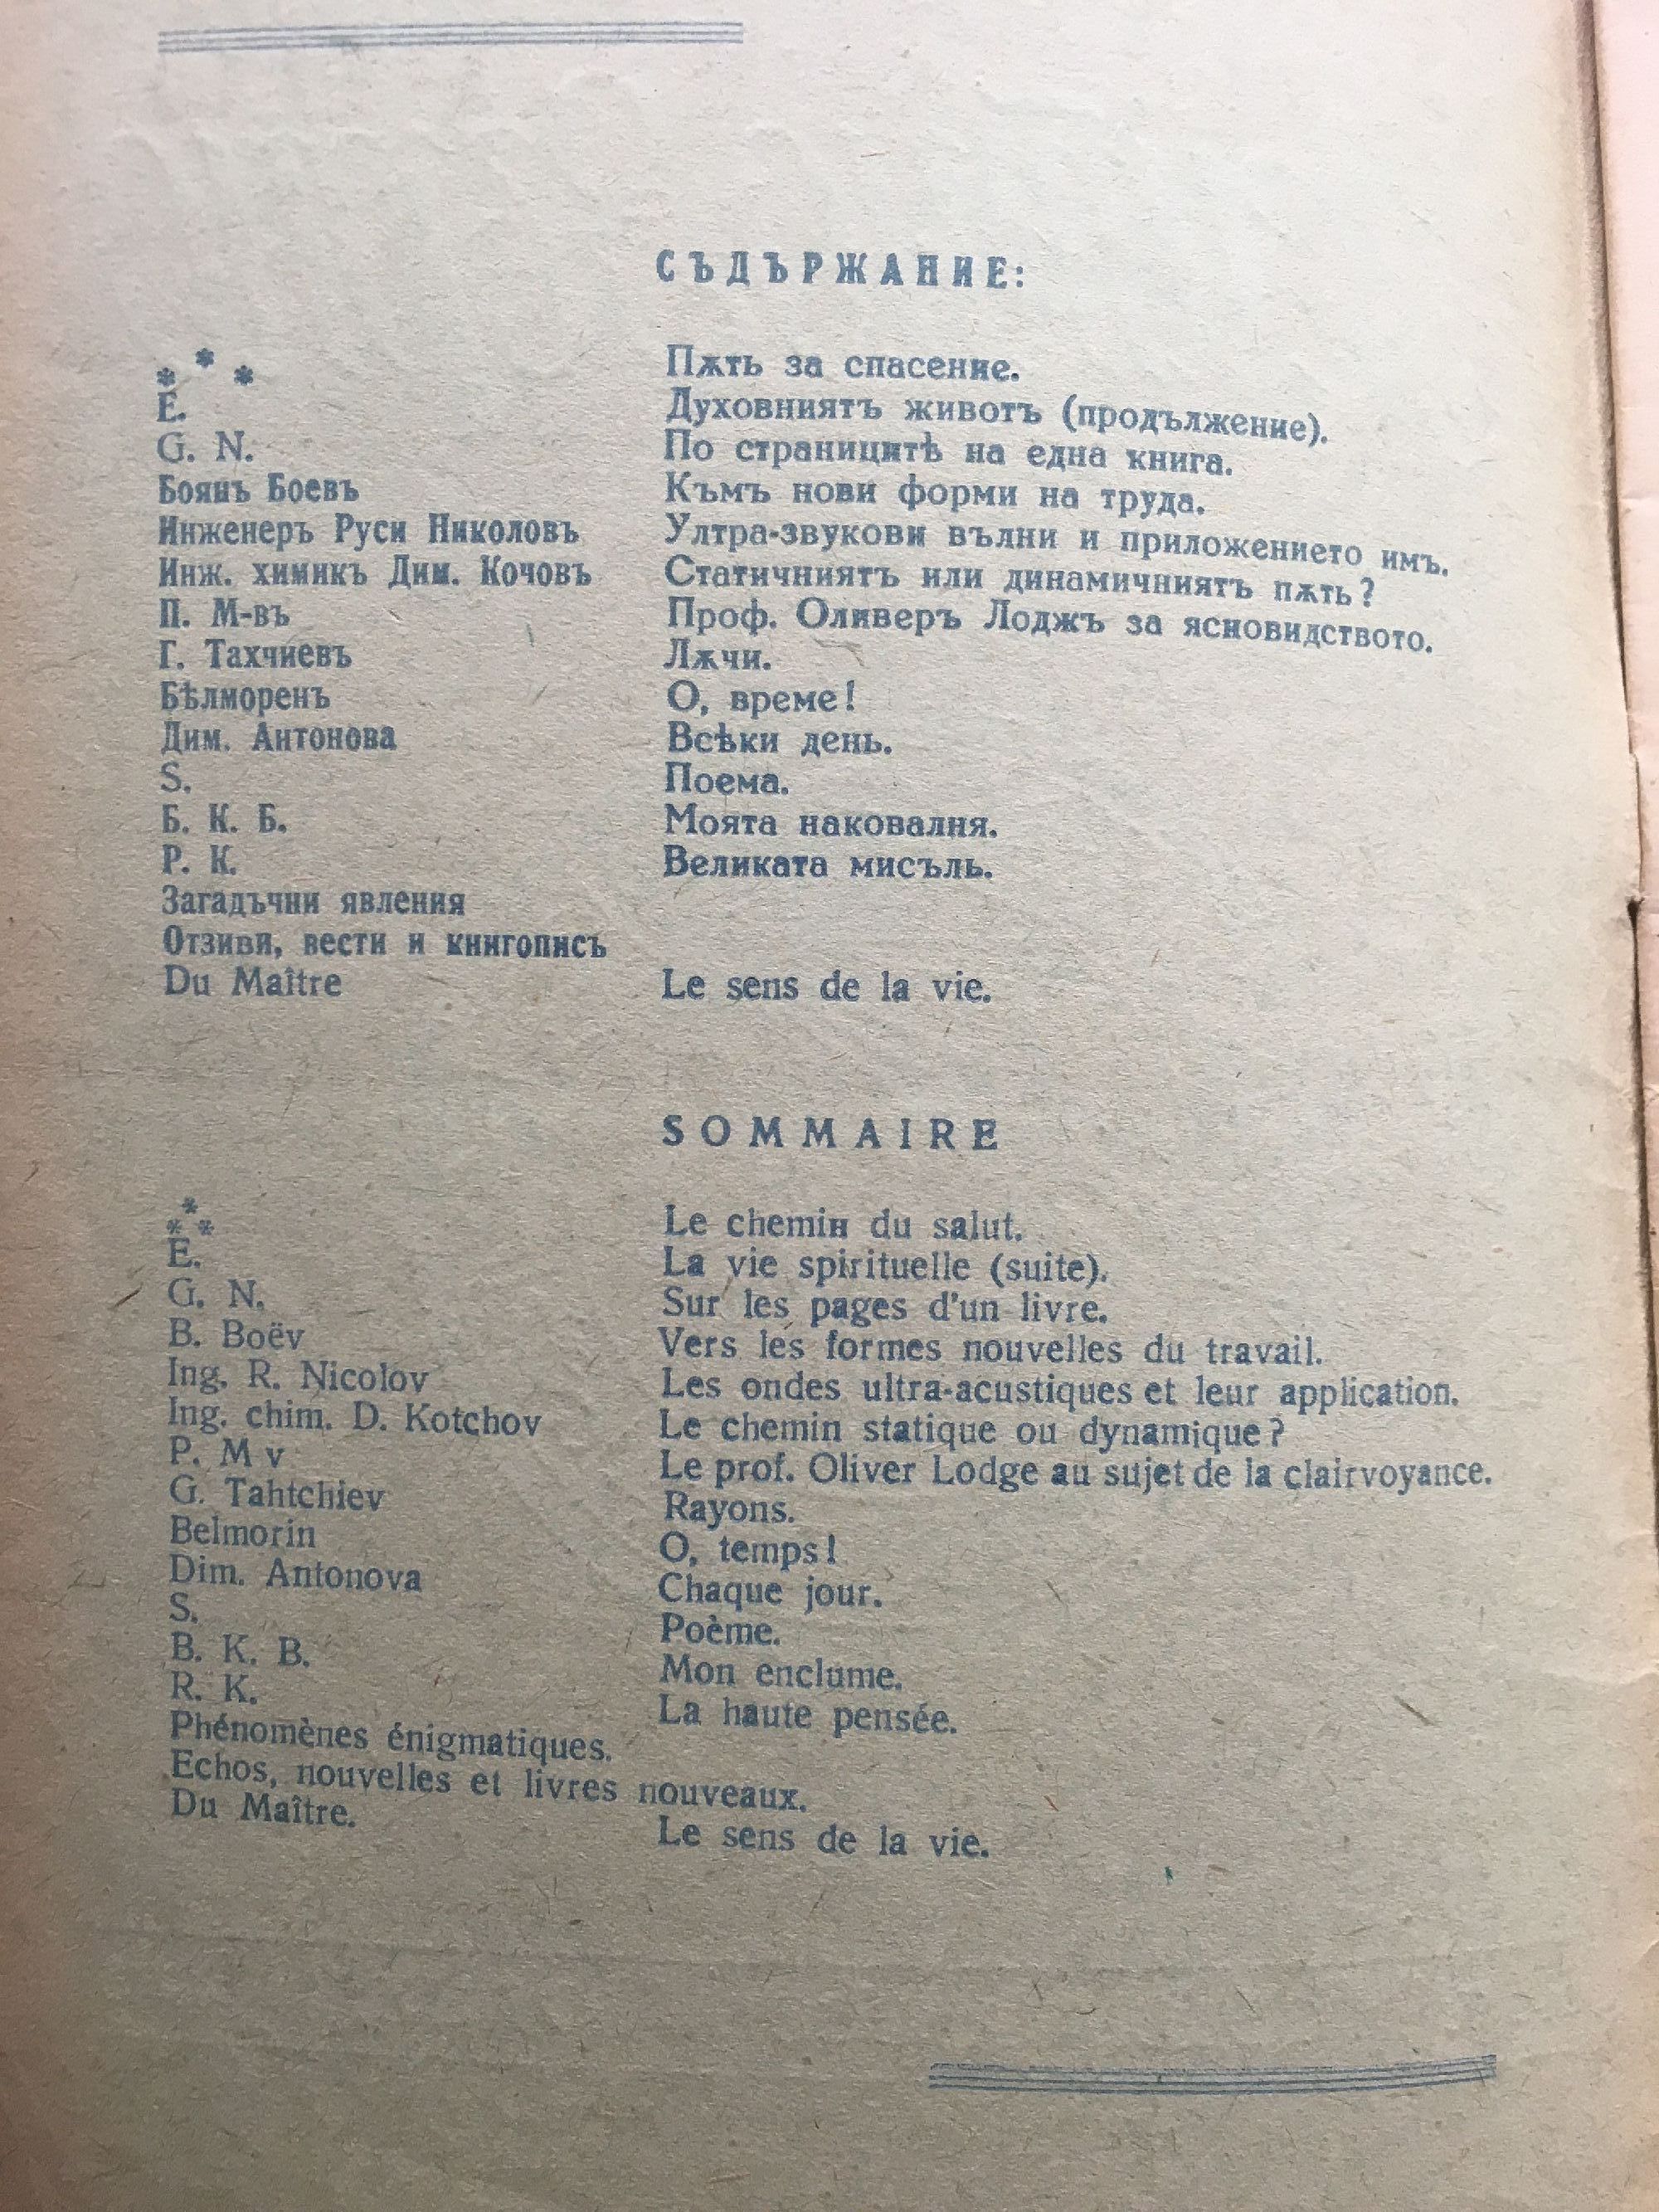 СЪДЪРЖАНИЕ:
* * * Пѫть за спасение.
Е. Духовниятъ животъ (продължение).
G. N. По страницитѣ на една книга.
Боянъ Боевъ Къмъ нови форми на труда.
Инженеръ Руси Николовъ Ултра-звукови вълни и приложението имъ.
Инж. химикъ Дим. Кочовъ Статичниятъ или динамичниятъ пѫть?
П. М-въ Проф. Оливеръ Лоджъ за ясновидството.
Г. Тахчиевъ Лѫчи.
Бѣлморенъ О, време!
Дим. Антонова Всѣки день.
S. Поема.
Б. К. Б. Моята наковалня.
Р. К. Великата мисъль.
Загадъчни явления
Отзиви, вести и книгописъ
Du Maître Le sens de la vie.
SOMMAIRE
* * * Le chemin du salut.
E. La vie spirituelle (suite).
G. N. Sur les pages d'un livre.
B. Boëv Vers les formes nouvelles du travail.
Ing. R. Nicolov Les ondes ultra-acustiques et leur application.
Ing. chim. D. Kotchov Le chemin statique ou dynamique?
P. M v Le prof. Oliver Lodge au sujet de la clairvoyance.
G. Tahtchiev Rayons.
Belmorin O, temps!
Dim. Antonova Chaque jour.
S. Poème.
B. K. B. Mon enclume.
R. K. La haute pensée.
Phénomènes énigmatiques.
Echos, nouvelles et livres nouveaux.
Du Maître. Le sens de la vie.